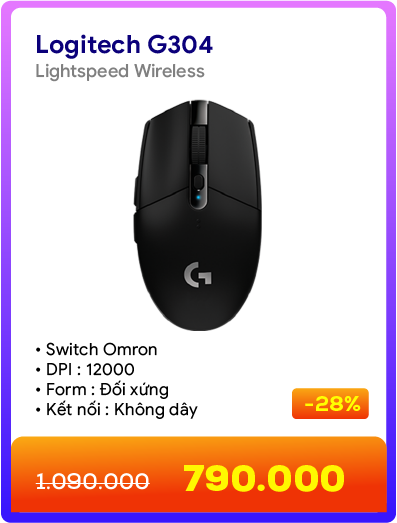 Logitech G304
Lightspeed Wireless
G
• Switch Omron
• DPI : 12000
• Form : Đối xứng
• Kết nối : Không dây
-28%
1.090.000 790.000